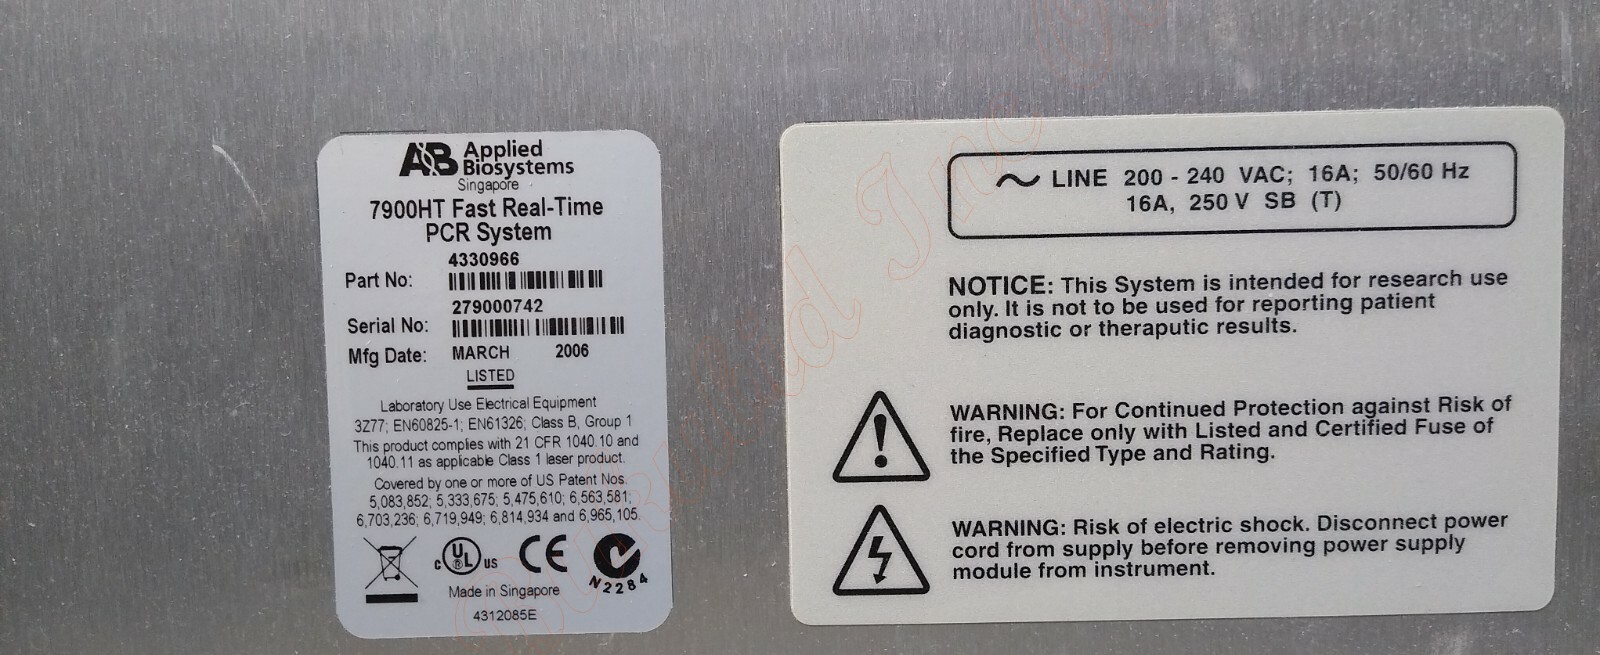 Applied
Biosystems
Singapore
7900HT Fast Real-Time
PCR System
4330966
Part No:
279000742
Serial No:
Mfg Date: MARCH 2006
LISTED
Laboratory Use Electrical Equipment
3Z77; EN60825-1; EN61326; Class B, Group 1
This product complies with 21 CFR 1040.10 and
1040.11 as applicable Class 1 laser product.
Covered by one or more of US Patent Nos.
5,083,852; 5,333,675; 5,475,610; 6,563,581;
6,703,236; 6,719,949; 6,814,934 and 6,965,105.
c UL ® US CE N2284
Made in Singapore
4312085E
LINE 200 - 240 VAC; 16A; 50/60 Hz
16A, 250 V SB (T)
NOTICE: This System is intended for research use
only. It is not to be used for reporting patient
diagnostic or theraputic results.
WARNING: For Continued Protection against Risk of
fire, Replace only with Listed and Certified Fuse of
the Specified Type and Rating.
WARNING: Risk of electric shock. Disconnect power
cord from supply before removing power supply
module from instrument.